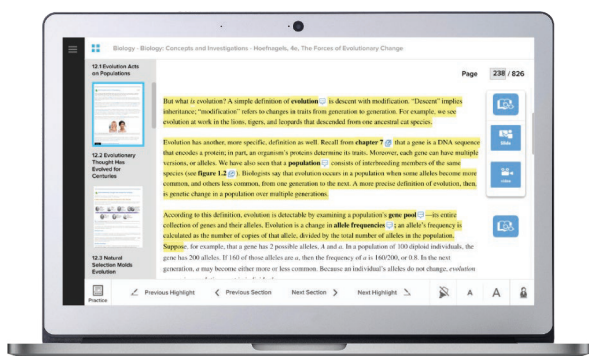 Biology - Biology: Concepts and Investigations - Hoefnagels, 4e, The Forces of Evolutionary Change
12.1 Evolution Acts
on Populations
12.2 Evolutionary
Thought Has
Evolved for
Centuries
12.3 Natural
Selection Molds
Evolution
Page 238 / 826
But what is evolution? A simple definition of evolution is descent with modification. "Descent" implies
inheritance; "modification" refers to changes in traits from generation to generation. For example, we see
evolution at work in the lions, tigers, and leopards that descended from one ancestral cat species.
Evolution has another, more specific, definition as well. Recall from chapter 7 that a gene is a DNA sequence
that encodes a protein; in part, an organism's proteins determine its traits. Moreover, each gene can have multiple
versions, or alleles. We have also seen that a population consists of interbreeding members of the same
species (see figure 1.2). Biologists say that evolution occurs in a population when some alleles become more
common, and others less common, from one generation to the next. A more precise definition of evolution, then,
is genetic change in a population over multiple generations.
According to this definition, evolution is detectable by examining a population's gene pool—its entire
collection of genes and their alleles. Evolution is a change in allele frequencies; an allele's frequency is
calculated as the number of copies of that allele, divided by the total number of alleles in the population.
Suppose, for example, that a gene has 2 possible alleles, A and a. In a population of 100 diploid individuals, the
gene has 200 alleles. If 160 of those alleles are a, then the frequency of a is 160/200, or 0.8. In the next
generation, a may become either more or less common. Because an individual's alleles do not change, evolution
Slide
Practice
Previous Highlight
Previous Section
Next Section
Next Highlight
A
A